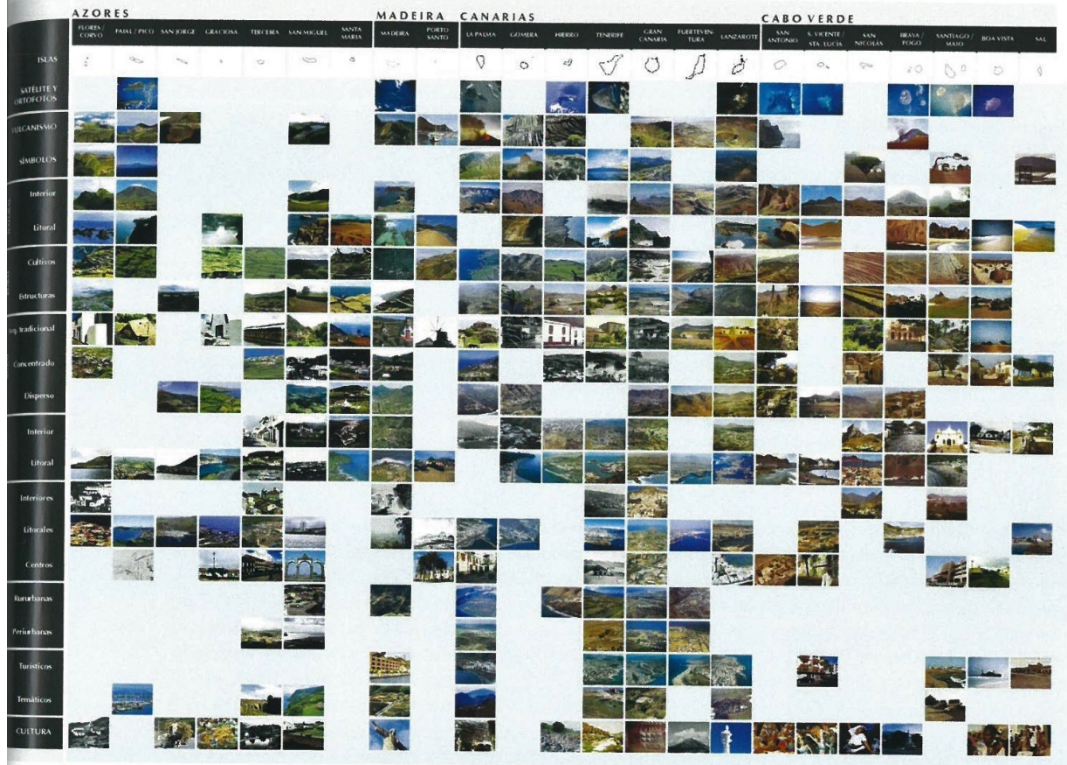 AZORES MADEIRA CANARIAS CABO VERDE
FLORES / CORVO FAIAL / PICO SAN JORGE GRACIOSA TERCEIRA SAN MIGUEL SANTA MARIA MADEIRA PORTO SANTO LA PALMA GOMERA HIERRO TENERIFE GRAN CANARIA FUERTEVEN- TURA LANZAROTE SAN ANTONIO S. VICENTE / STA. LUCÍA SAN NICOLAS BRAVA / FOGO SANTIAGO / MAIO BOA VISTA SAL
ISLAS
SATÉLITE Y
ORTOFOTOS
VULCANISMO
SÍMBOLOS
Interior
Litoral
Cultivos
Estructuras
tradicional
Concentrado
Disperso
Interior
Litoral
Interiores
Litorales
Centros
Rururbanas
Periurbanas
Turísticos
Temáticos
CULTURA